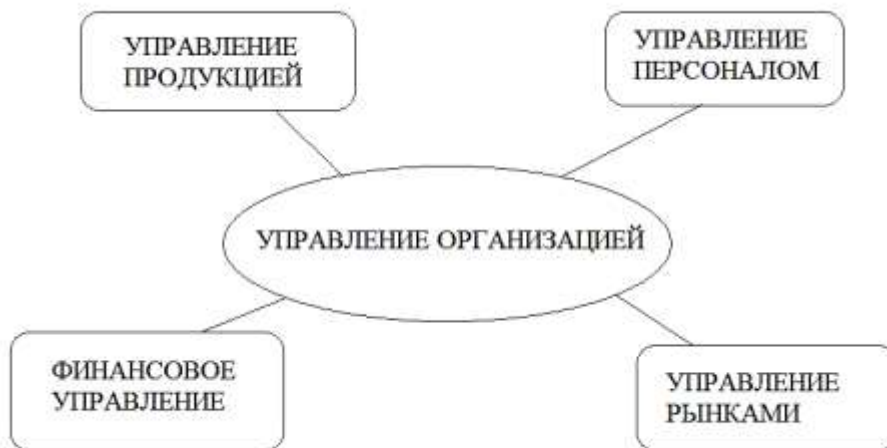 УПРАВЛЕНИЕ
ПРОДУКЦИЕЙ
УПРАВЛЕНИЕ
ПЕРСОНАЛОМ
УПРАВЛЕНИЕ ОРГАНИЗАЦИЕЙ
ФИНАНСОВОЕ
УПРАВЛЕНИЕ
УПРАВЛЕНИЕ
РЫНКАМИ